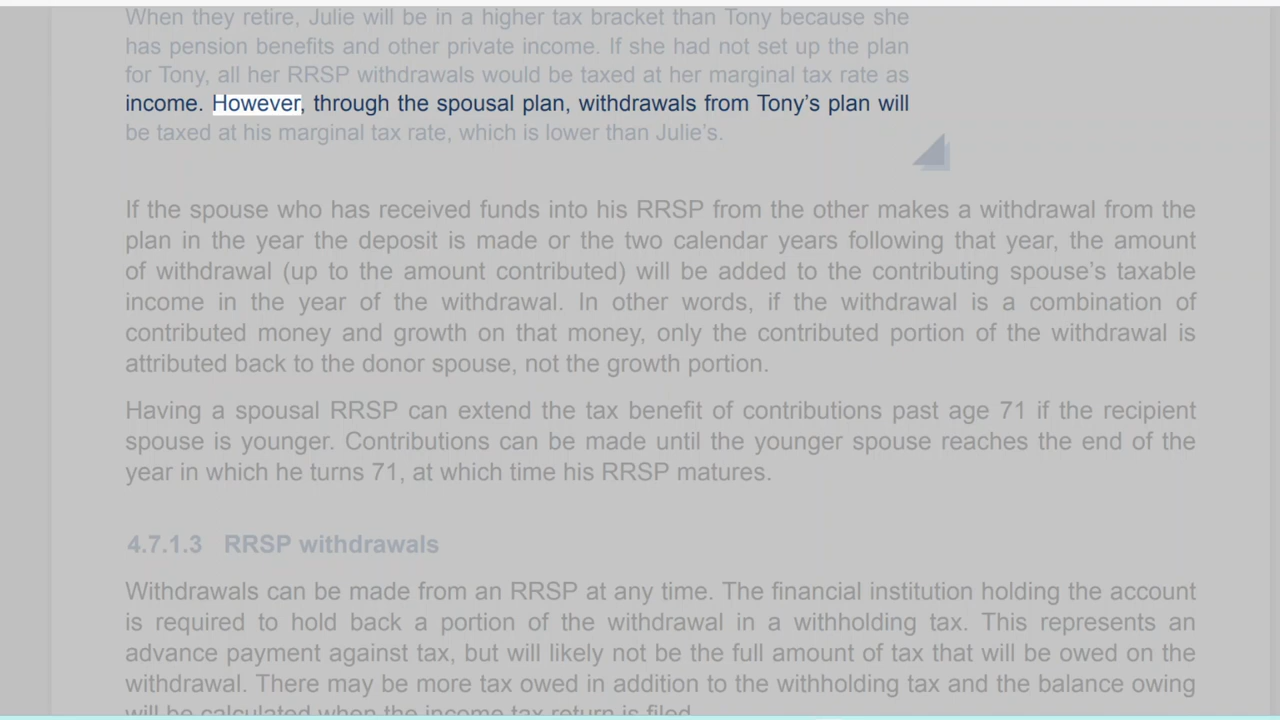 When they retire, Julie will be in a higher tax bracket than Tony because she
has pension benefits and other private income. If she had not set up the plan
for Tony, all her RRSP withdrawals would be taxed at her marginal tax rate as
income. However, through the spousal plan, withdrawals from Tony’s plan will
be taxed at his marginal tax rate, which is lower than Julie’s.
If the spouse who has received funds into his RRSP from the other makes a withdrawal from the
plan in the year the deposit is made or the two calendar years following that year, the amount
of withdrawal (up to the amount contributed) will be added to the contributing spouse’s taxable
income in the year of the withdrawal. In other words, if the withdrawal is a combination of
contributed money and growth on that money, only the contributed portion of the withdrawal is
attributed back to the donor spouse, not the growth portion.
Having a spousal RRSP can extend the tax benefit of contributions past age 71 if the recipient
spouse is younger. Contributions can be made until the younger spouse reaches the end of the
year in which he turns 71, at which time his RRSP matures.
4.7.1.3 RRSP withdrawals
Withdrawals can be made from an RRSP at any time. The financial institution holding the account
is required to hold back a portion of the withdrawal in a withholding tax. This represents an
advance payment against tax, but will likely not be the full amount of tax that will be owed on the
withdrawal. There may be more tax owed in addition to the withholding tax and the balance owing
will be calculated when the income tax return is filed.